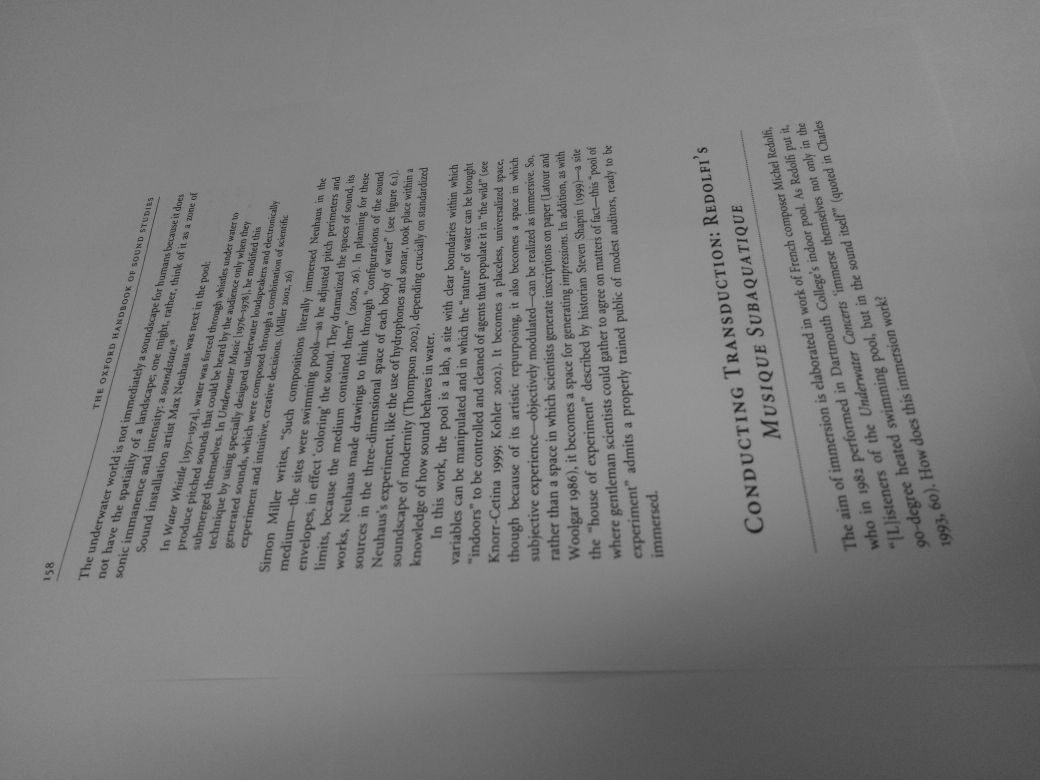 158
THE OXFORD HANDBOOK OF SOUND STUDIES
The underwater world is not immediately a soundscape for humans because it does
not have the spatiality of a landscape; one might, rather, think of it as a zone of
sonic immanence and intensity: a soundstate.¹⁸
Sound installation artist Max Neuhaus was next in the pool:
In Water Whistle [1971–1974], water was forced through whistles under water to
produce pitched sounds that could be heard by the audience only when they
submerged themselves. In Underwater Music [1976–1978], he modified this
technique by using specially designed underwater loudspeakers and electronically
generated sounds, which were composed through a combination of scientific
experiment and intuitive, creative decisions. (Miller 2002, 26)
Simon Miller writes, “Such compositions literally immersed Neuhaus in the
medium—the sites were swimming pools—as he adjusted pitch perimeters and
envelopes, in effect ‘coloring’ the sound. They dramatized the spaces of sound, its
limits, because the medium contained them” (2002, 26). In planning for these
works, Neuhaus made drawings to think through “configurations of the sound
sources in the three-dimensional space of each body of water” (see figure 6.1).
Neuhaus’s experiment, like the use of hydrophones and sonar, took place within a
soundscape of modernity (Thompson 2002), depending crucially on standardized
knowledge of how sound behaves in water.
In this work, the pool is a lab, a site with clear boundaries within which
variables can be manipulated and in which the “nature” of water can be brought
“indoors” to be controlled and cleaned of agents that populate it in “the wild” (see
Knorr-Cetina 1999; Kohler 2002). It becomes a placeless, universalized space,
though because of its artistic repurposing, it also becomes a space in which
subjective experience—objectively modulated—can be realized as immersive. So,
rather than a space in which scientists generate inscriptions on paper (Latour and
Woolgar 1986), it becomes a space for generating impressions. In addition, as with
the “house of experiment” described by historian Steven Shapin (1999)—a site
where gentleman scientists could gather to agree on matters of fact—this “pool of
experiment” admits a properly trained public of modest auditors, ready to be
immersed.
CONDUCTING TRANSDUCTION: REDOLFI’S
MUSIQUE SUBAQUATIQUE
The aim of immersion is elaborated in work of French composer Michel Redolfi,
who in 1982 performed in Dartmouth College’s indoor pool. As Redolfi put it,
“[L]isteners of the Underwater Concerts ‘immerse themselves not only in the
90-degree heated swimming pool, but in the sound itself’” (quoted in Charles
1993, 60). How does this immersion work?